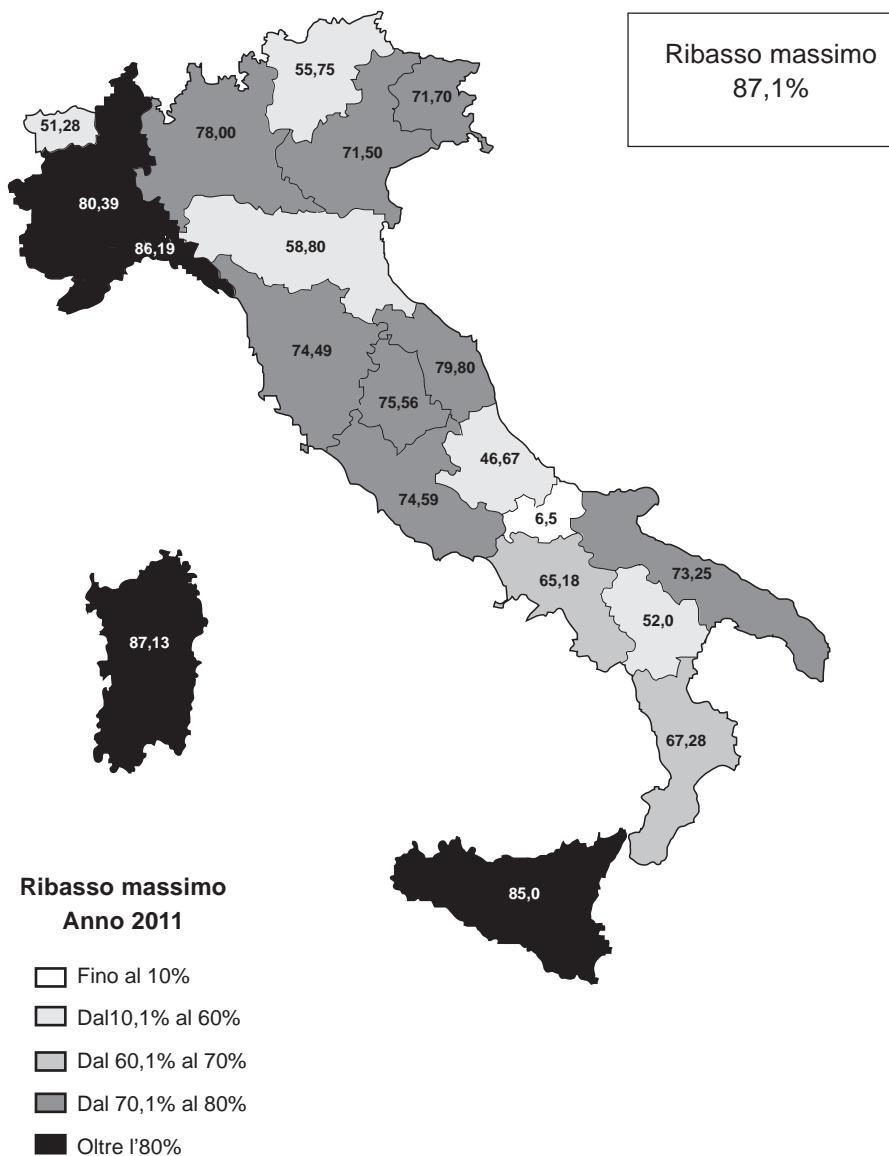 Ribasso massimo
87,1%
55,75
71,70
51,28
78,00
71,50
80,39
86,19
58,80
74,49
79,80
75,56
46,67
74,59
6,5
65,18
73,25
52,0
87,13
67,28
85,0
Ribasso massimo
Anno 2011
Fino al 10%
Dal10,1% al 60%
Dal 60,1% al 70%
Dal 70,1% al 80%
Oltre l'80%